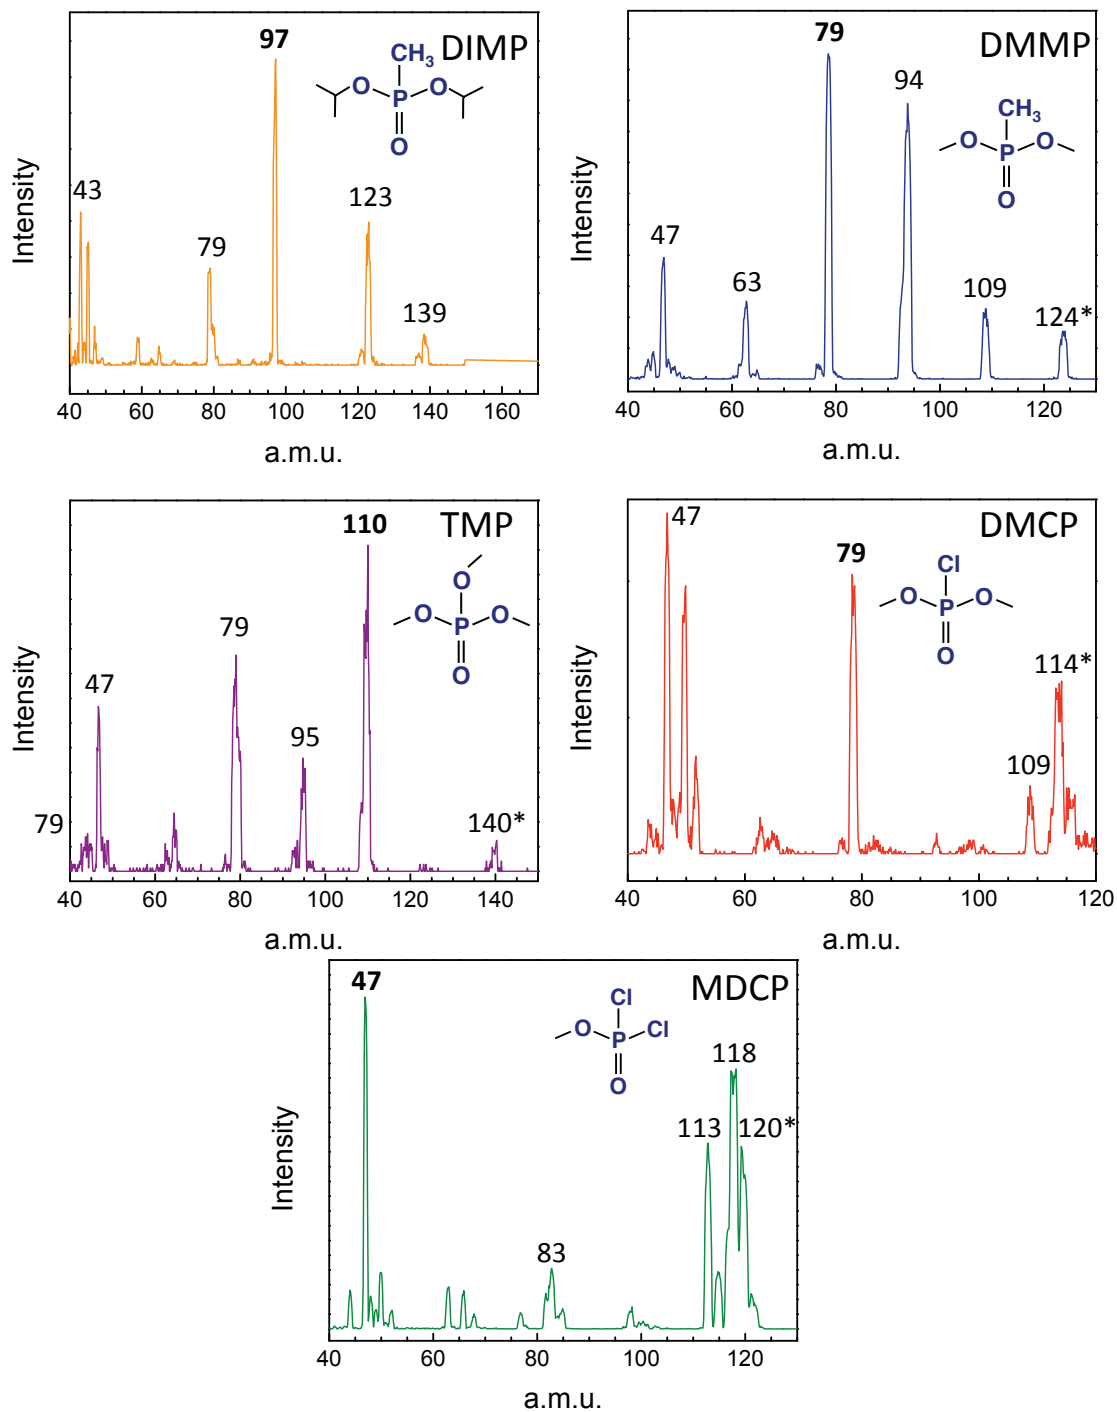 DIMP
97
CH3
O
P
O
O
43
79
123
139
Intensity
40 60 80 100 120 140 160
a.m.u.
DMMP
79
94
CH3
O
P
O
O
47
63
109
124*
Intensity
40 60 80 100 120
a.m.u.
TMP
110
O
O
P
O
O
79
47
95
140*
79
Intensity
40 60 80 100 120 140
a.m.u.
DMCP
47
79
Cl
O
P
O
O
114*
109
Intensity
40 60 80 100 120
a.m.u.
MDCP
47
Cl
O
P
Cl
O
118
113
120*
83
Intensity
40 60 80 100 120
a.m.u.